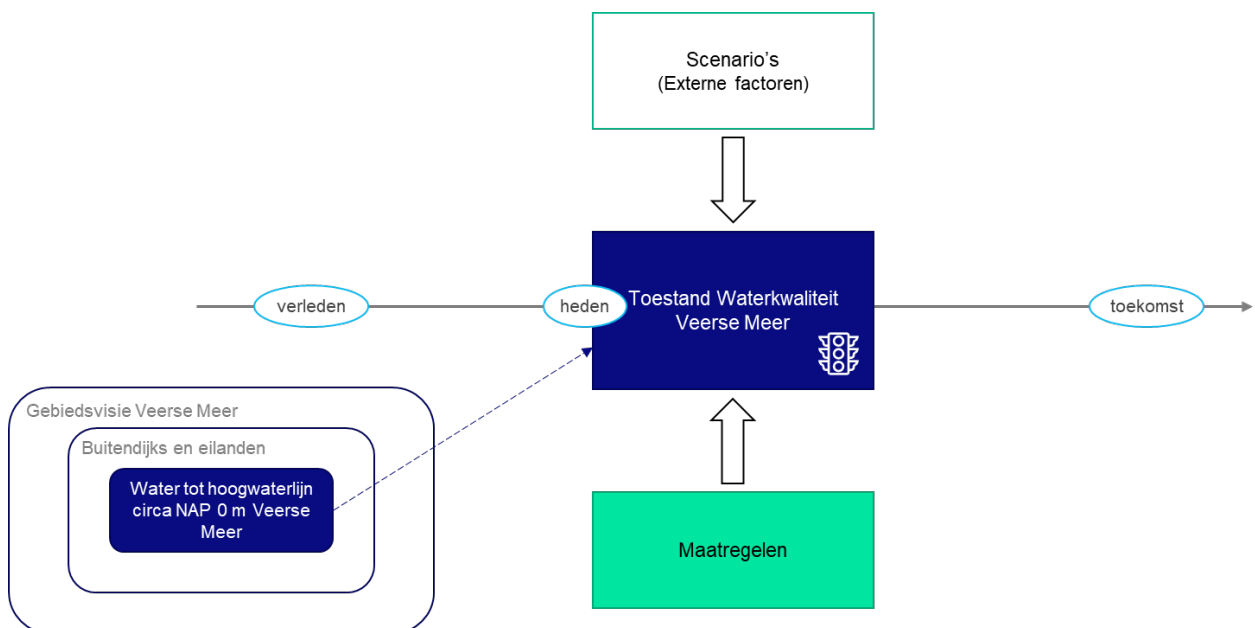 Scenario's
(Externe factoren)
verleden
heden
Toestand Waterkwaliteit
Veerse Meer
toekomst
Gebiedsvisie Veerse Meer
Buitendijks en eilanden
Water tot hoogwaterlijn
circa NAP 0 m Veerse
Meer
Maatregelen